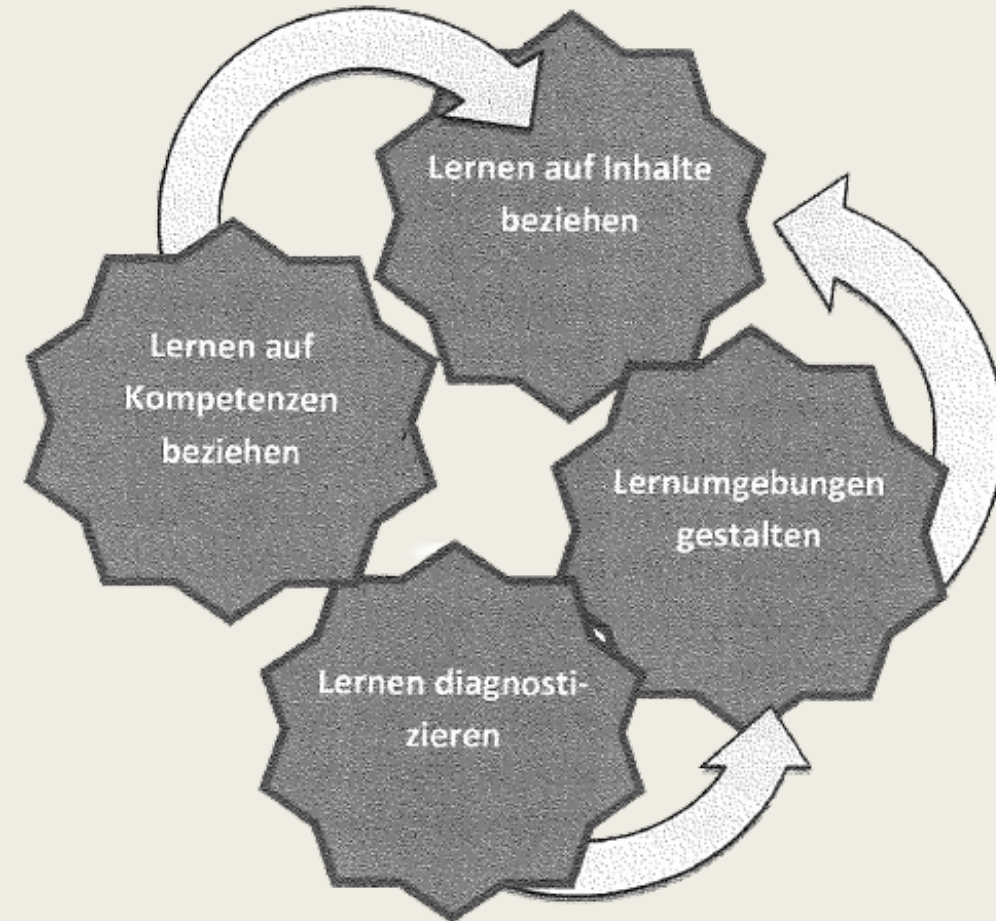 Lernen auf Inhalte
beziehen
Lernen auf
Kompetenzen
beziehen
Lernumgebungen
gestalten
Lernen diagnosti-
zieren